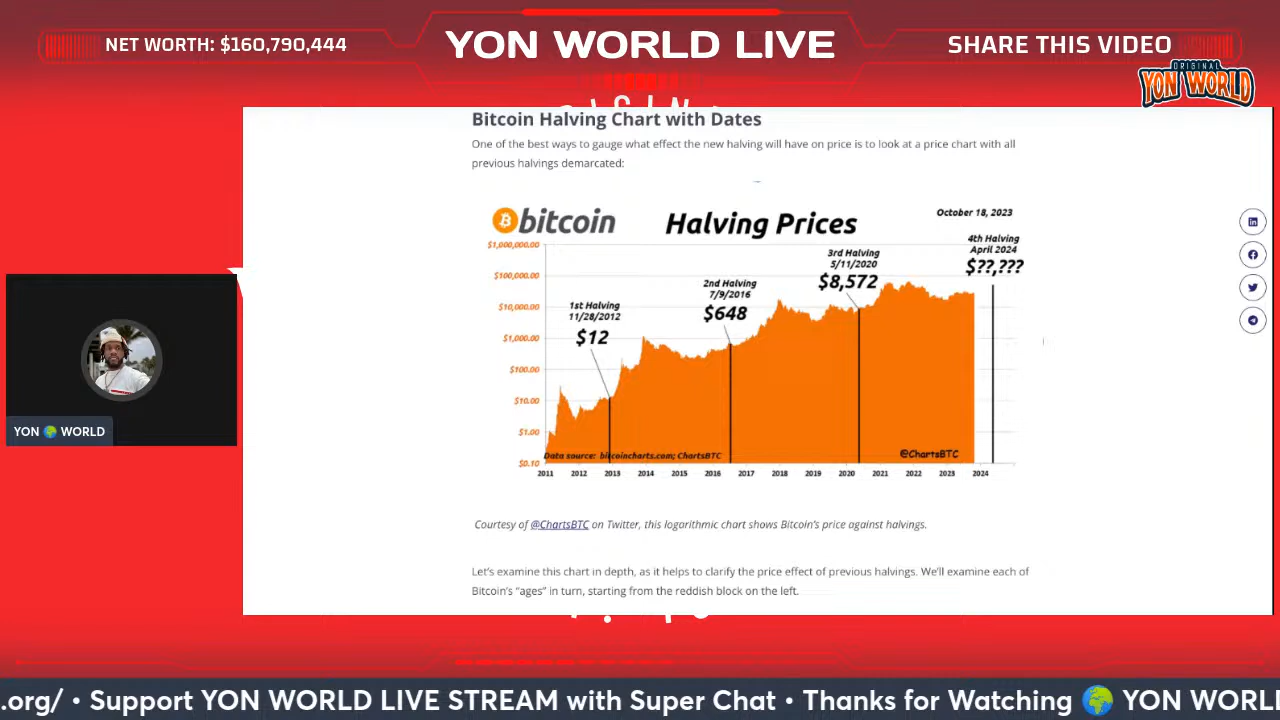 NET WORTH: $160,790,444
YON WORLD LIVE
SHARE THIS VIDEO
ORIGINAL
YON WORLD
Bitcoin Halving Chart with Dates
One of the best ways to gauge what effect the new halving will have on price is to look at a price chart with all
previous halvings demarcated:
bitcoin
Halving Prices
October 18, 2023
4th Halving
April 2024
$??,???
3rd Halving
5/11/2020
$8,572
2nd Halving
7/9/2016
$648
1st Halving
11/28/2012
$12
$1,000,000.00
$100,000.00
$10,000.00
$1,000.00
$100.00
$10.00
$1.00
$0.10
Data source: bitcoincharts.com; ChartsBTC
@ChartsBTC
2011 2012 2013 2014 2015 2016 2017 2018 2019 2020 2021 2022 2023 2024
Courtesy of @ChartsBTC on Twitter, this logarithmic chart shows Bitcoin's price against halvings.
Let's examine this chart in depth, as it helps to clarify the price effect of previous halvings. We'll examine each of
Bitcoin's "ages" in turn, starting from the reddish block on the left.
YON 🌍 WORLD
.org/ • Support YON WORLD LIVE STREAM with Super Chat • Thanks for Watching 🌍 YON WORL